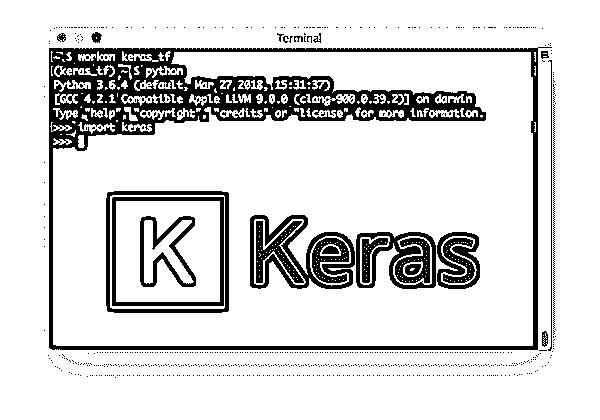 Terminal
~$ workon keras_tf
(keras_tf) ~$ python
Python 3.6.4 (default, Mar 27 2018, 15:31:37)
[GCC 4.2.1 Compatible Apple LLVM 9.0.0 (clang-900.0.39.2)] on darwin
Type "help", "copyright", "credits" or "license" for more information.
>>> import keras
>>>
K Keras